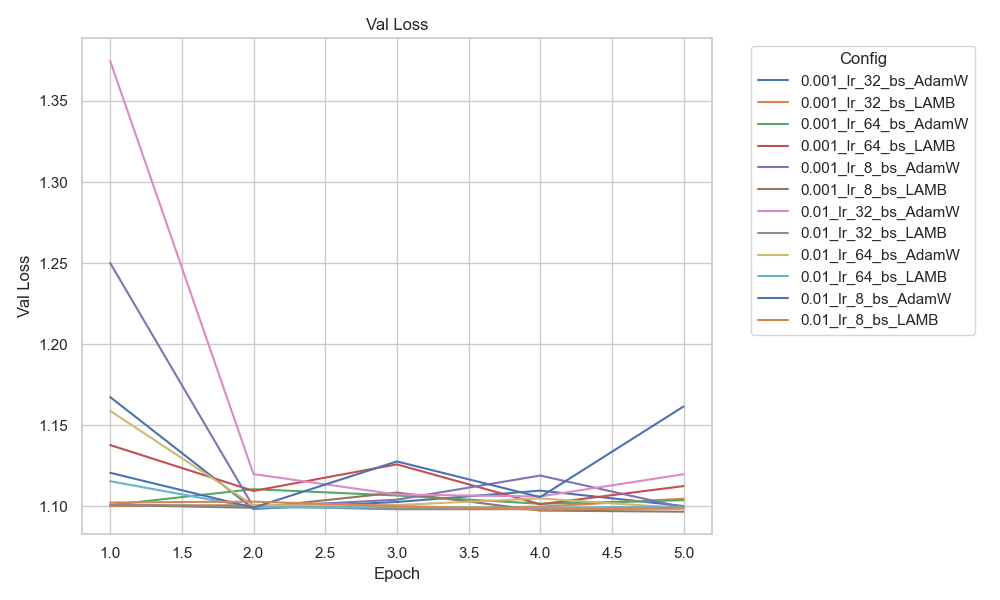 Val Loss
Val Loss
1.35
1.30
1.25
1.20
1.15
1.10
1.0 1.5 2.0 2.5 3.0 3.5 4.0 4.5 5.0
Epoch
Config
0.001_lr_32_bs_AdamW
0.001_lr_32_bs_LAMB
0.001_lr_64_bs_AdamW
0.001_lr_64_bs_LAMB
0.001_lr_8_bs_AdamW
0.001_lr_8_bs_LAMB
0.01_lr_32_bs_AdamW
0.01_lr_32_bs_LAMB
0.01_lr_64_bs_AdamW
0.01_lr_64_bs_LAMB
0.01_lr_8_bs_AdamW
0.01_lr_8_bs_LAMB